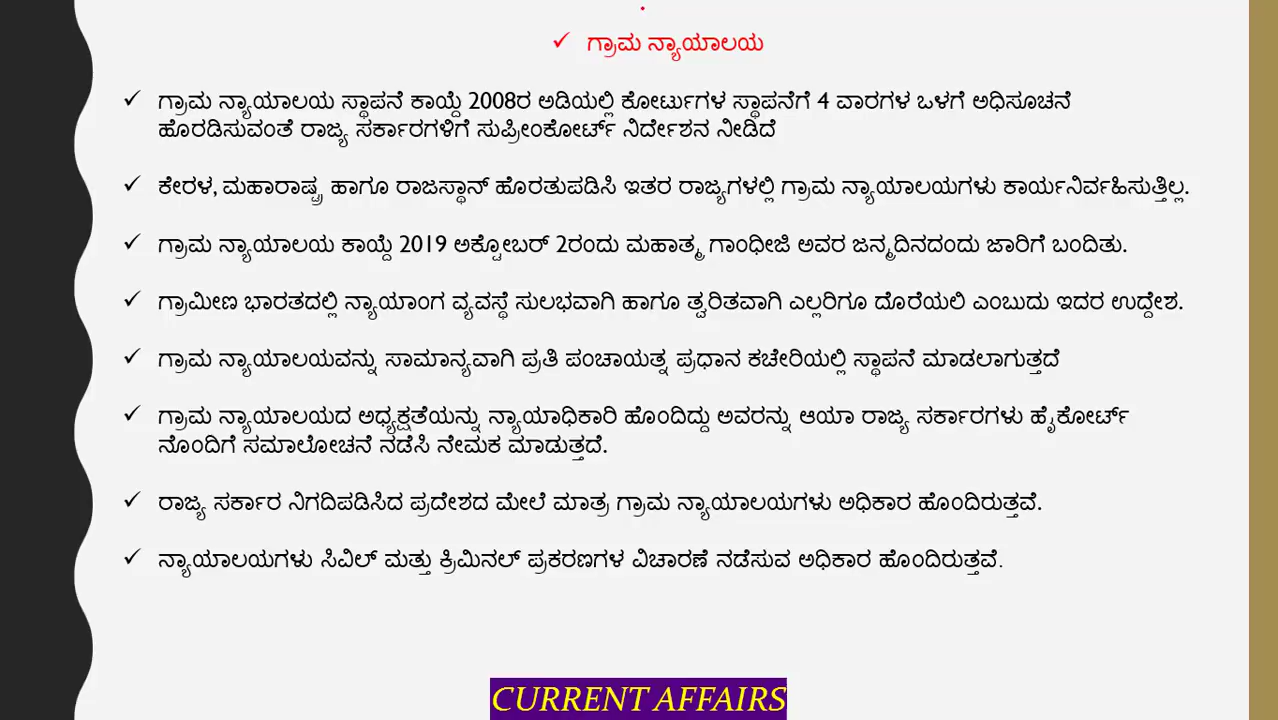 ✓ ಗ್ರಾಮ ನ್ಯಾಯಾಲಯ
✓ ಗ್ರಾಮ ನ್ಯಾಯಾಲಯ ಸ್ಥಾಪನೆ ಕಾಯ್ದೆ 2008ರ ಅಡಿಯಲ್ಲಿ ಕೋರ್ಟುಗಳ ಸ್ಥಾಪನೆಗೆ 4 ವಾರಗಳ ಒಳಗೆ ಅಧಿಸೂಚನೆ
ಹೊರಡಿಸುವಂತೆ ರಾಜ್ಯ ಸರ್ಕಾರಗಳಿಗೆ ಸುಪ್ರೀಂಕೋರ್ಟ್ ನಿರ್ದೇಶನ ನೀಡಿದೆ
✓ ಕೇರಳ, ಮಹಾರಾಷ್ಟ್ರ ಹಾಗೂ ರಾಜಸ್ಥಾನ್ ಹೊರತುಪಡಿಸಿ ಇತರ ರಾಜ್ಯಗಳಲ್ಲಿ ಗ್ರಾಮ ನ್ಯಾಯಾಲಯಗಳು ಕಾರ್ಯನಿರ್ವಹಿಸುತ್ತಿಲ್ಲ.
✓ ಗ್ರಾಮ ನ್ಯಾಯಾಲಯ ಕಾಯ್ದೆ 2019 ಅಕ್ಟೋಬರ್ 2ರಂದು ಮಹಾತ್ಮ ಗಾಂಧೀಜಿ ಅವರ ಜನ್ಮದಿನದಂದು ಜಾರಿಗೆ ಬಂದಿತು.
✓ ಗ್ರಾಮೀಣ ಭಾರತದಲ್ಲಿ ನ್ಯಾಯಾಂಗ ವ್ಯವಸ್ಥೆ ಸುಲಭವಾಗಿ ಹಾಗೂ ತ್ವರಿತವಾಗಿ ಎಲ್ಲರಿಗೂ ದೊರೆಯಲಿ ಎಂಬುದು ಇದರ ಉದ್ದೇಶ.
✓ ಗ್ರಾಮ ನ್ಯಾಯಾಲಯವನ್ನು ಸಾಮಾನ್ಯವಾಗಿ ಪ್ರತಿ ಪಂಚಾಯತ್ನ ಪ್ರಧಾನ ಕಚೇರಿಯಲ್ಲಿ ಸ್ಥಾಪನೆ ಮಾಡಲಾಗುತ್ತದೆ
✓ ಗ್ರಾಮ ನ್ಯಾಯಾಲಯದ ಅಧ್ಯಕ್ಷತೆಯನ್ನು ನ್ಯಾಯಾಧಿಕಾರಿ ಹೊಂದಿದ್ದು ಅವರನ್ನು ಆಯಾ ರಾಜ್ಯ ಸರ್ಕಾರಗಳು ಹೈಕೋರ್ಟ್
ನೊಂದಿಗೆ ಸಮಾಲೋಚನೆ ನಡೆಸಿ ನೇಮಕ ಮಾಡುತ್ತದೆ.
✓ ರಾಜ್ಯ ಸರ್ಕಾರ ನಿಗದಿಪಡಿಸಿದ ಪ್ರದೇಶದ ಮೇಲೆ ಮಾತ್ರ ಗ್ರಾಮ ನ್ಯಾಯಾಲಯಗಳು ಅಧಿಕಾರ ಹೊಂದಿರುತ್ತವೆ.
✓ ನ್ಯಾಯಾಲಯಗಳು ಸಿವಿಲ್ ಮತ್ತು ಕ್ರಿಮಿನಲ್ ಪ್ರಕರಣಗಳ ವಿಚಾರಣೆ ನಡೆಸುವ ಅಧಿಕಾರ ಹೊಂದಿರುತ್ತವೆ.
CURRENT AFFAIRS